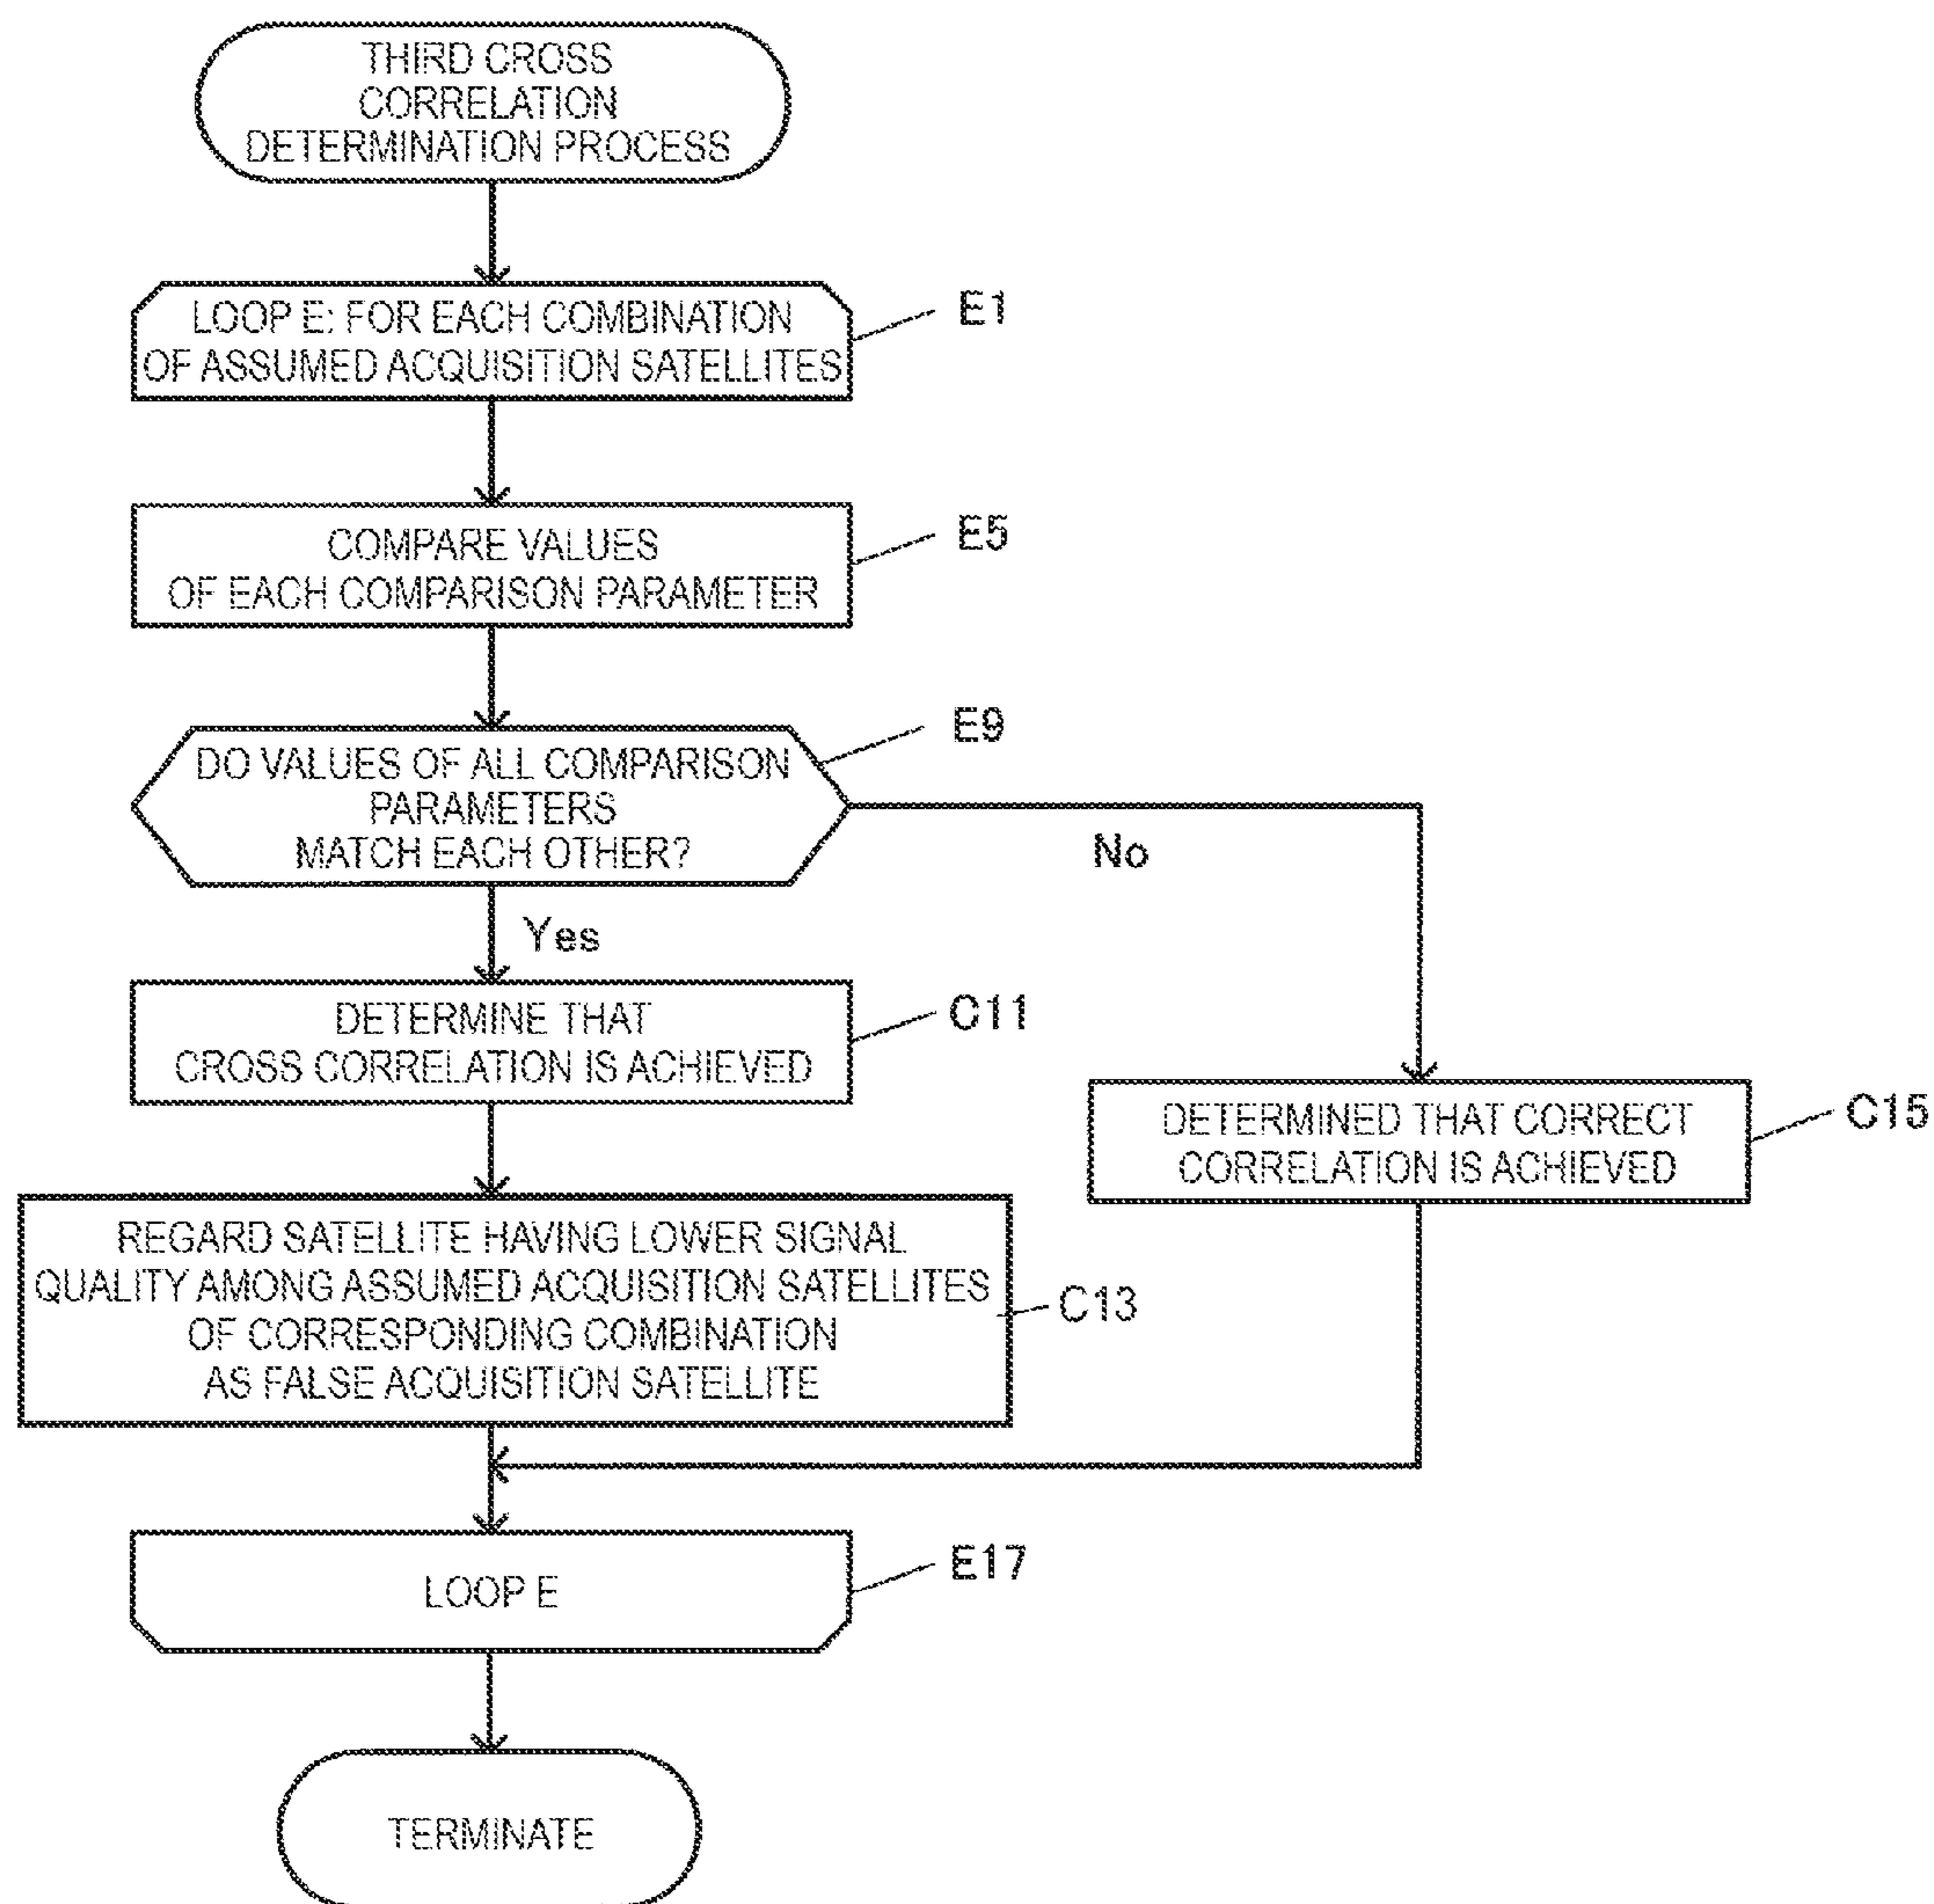 THIRD CROSS
CORRELATION
DETERMINATION PROCESS
LOOP E: FOR EACH COMBINATION
OF ASSUMED ACQUISITION SATELLITES
E1
COMPARE VALUES
OF EACH COMPARISON PARAMETER
E5
DO VALUES OF ALL COMPARISON
PARAMETERS
MATCH EACH OTHER?
E9
No
Yes
DETERMINE THAT
CROSS CORRELATION IS ACHIEVED
C11
DETERMINED THAT CORRECT
CORRELATION IS ACHIEVED
C15
REGARD SATELLITE HAVING LOWER SIGNAL
QUALITY AMONG ASSUMED ACQUISITION SATELLITES
OF CORRESPONDING COMBINATION
AS FALSE ACQUISITION SATELLITE
C13
LOOP E
E17
TERMINATE